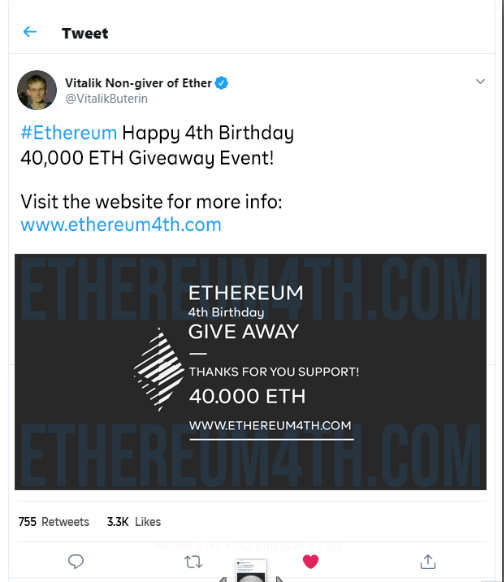 Tweet
Vitalik Non-giver of Ether
@VitalikButerin
#Ethereum Happy 4th Birthday
40,000 ETH Giveaway Event!
Visit the website for more info:
www.ethereum4th.com
ETHEREUM4TH.COM
ETHEREUM
4th Birthday
GIVE AWAY
THANKS FOR YOU SUPPORT!
40.000 ETH
WWW.ETHEREUM4TH.COM
ETHEREUM4TH.COM
755 Retweets 3.3K Likes